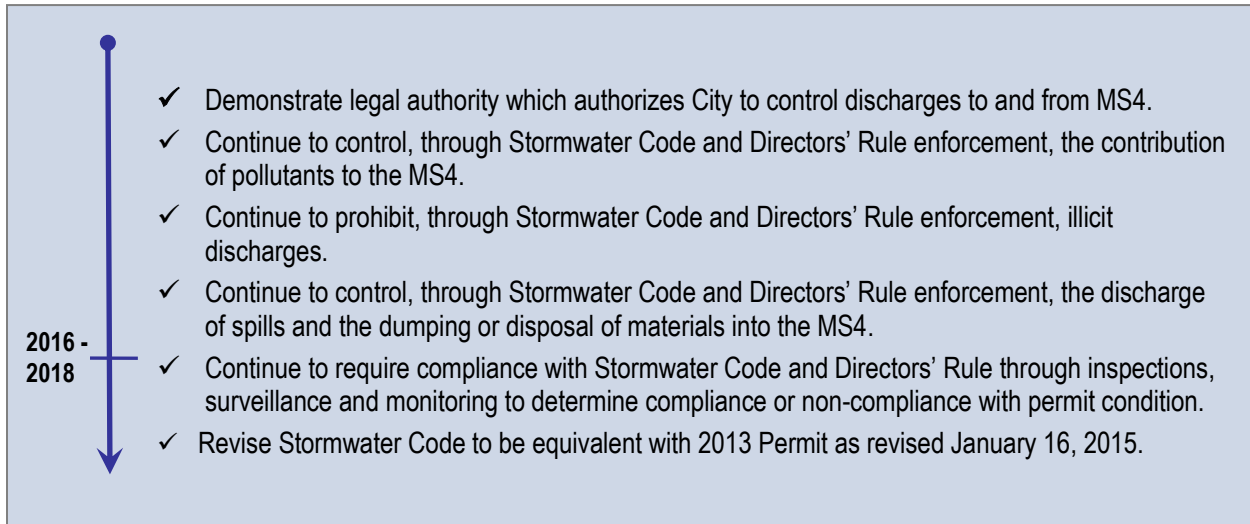 ✓ Demonstrate legal authority which authorizes City to control discharges to and from MS4.
✓ Continue to control, through Stormwater Code and Directors’ Rule enforcement, the contribution
of pollutants to the MS4.
✓ Continue to prohibit, through Stormwater Code and Directors’ Rule enforcement, illicit
discharges.
✓ Continue to control, through Stormwater Code and Directors’ Rule enforcement, the discharge
of spills and the dumping or disposal of materials into the MS4.
2016 -
2018
✓ Continue to require compliance with Stormwater Code and Directors’ Rule through inspections,
surveillance and monitoring to determine compliance or non-compliance with permit condition.
✓ Revise Stormwater Code to be equivalent with 2013 Permit as revised January 16, 2015.